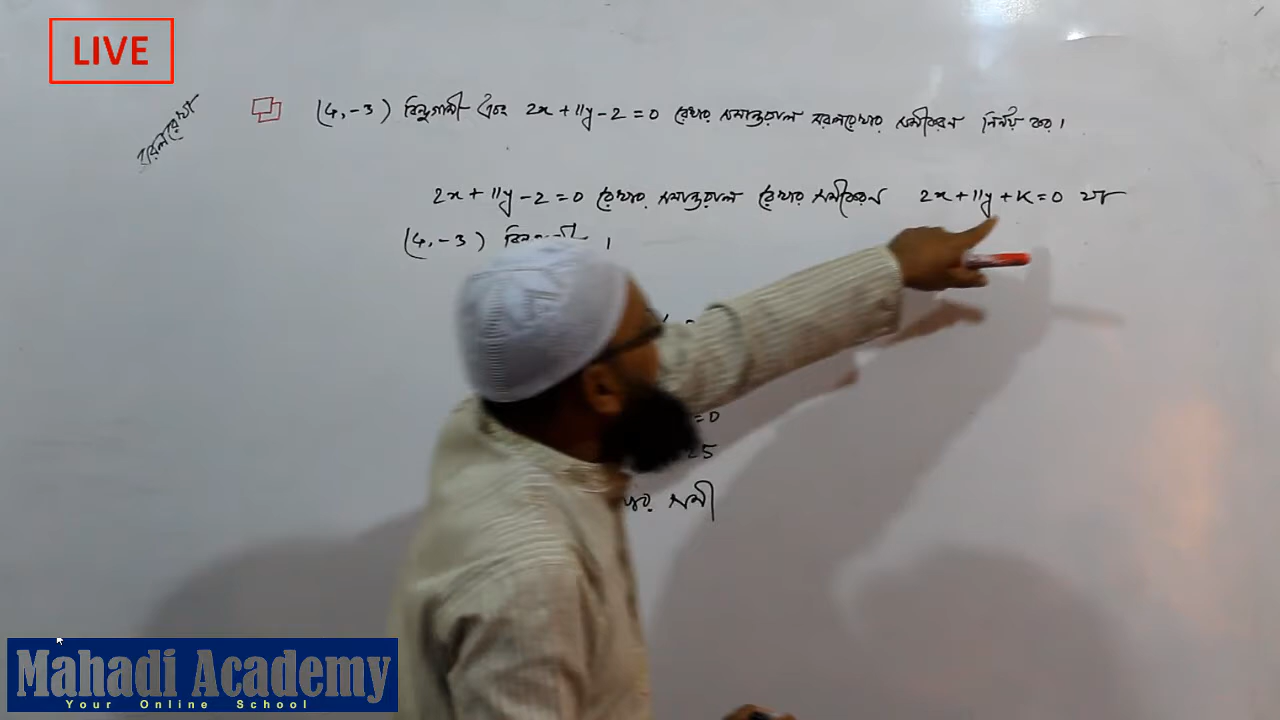 LIVE
সরলরেখা
(4, -3) বিন্দুগামী এবং 2x + 11y - 2 = 0 রেখার সমান্তরাল সরলরেখার সমীকরণ নির্ণয় কর।
2x + 11y - 2 = 0 রেখার সমান্তরাল রেখার সমীকরণ 2x + 11y + K = 0 যা
(4, -3) বিন্দুগামী ।
= 0
25
সমী
Mahadi Academy
Your Online School